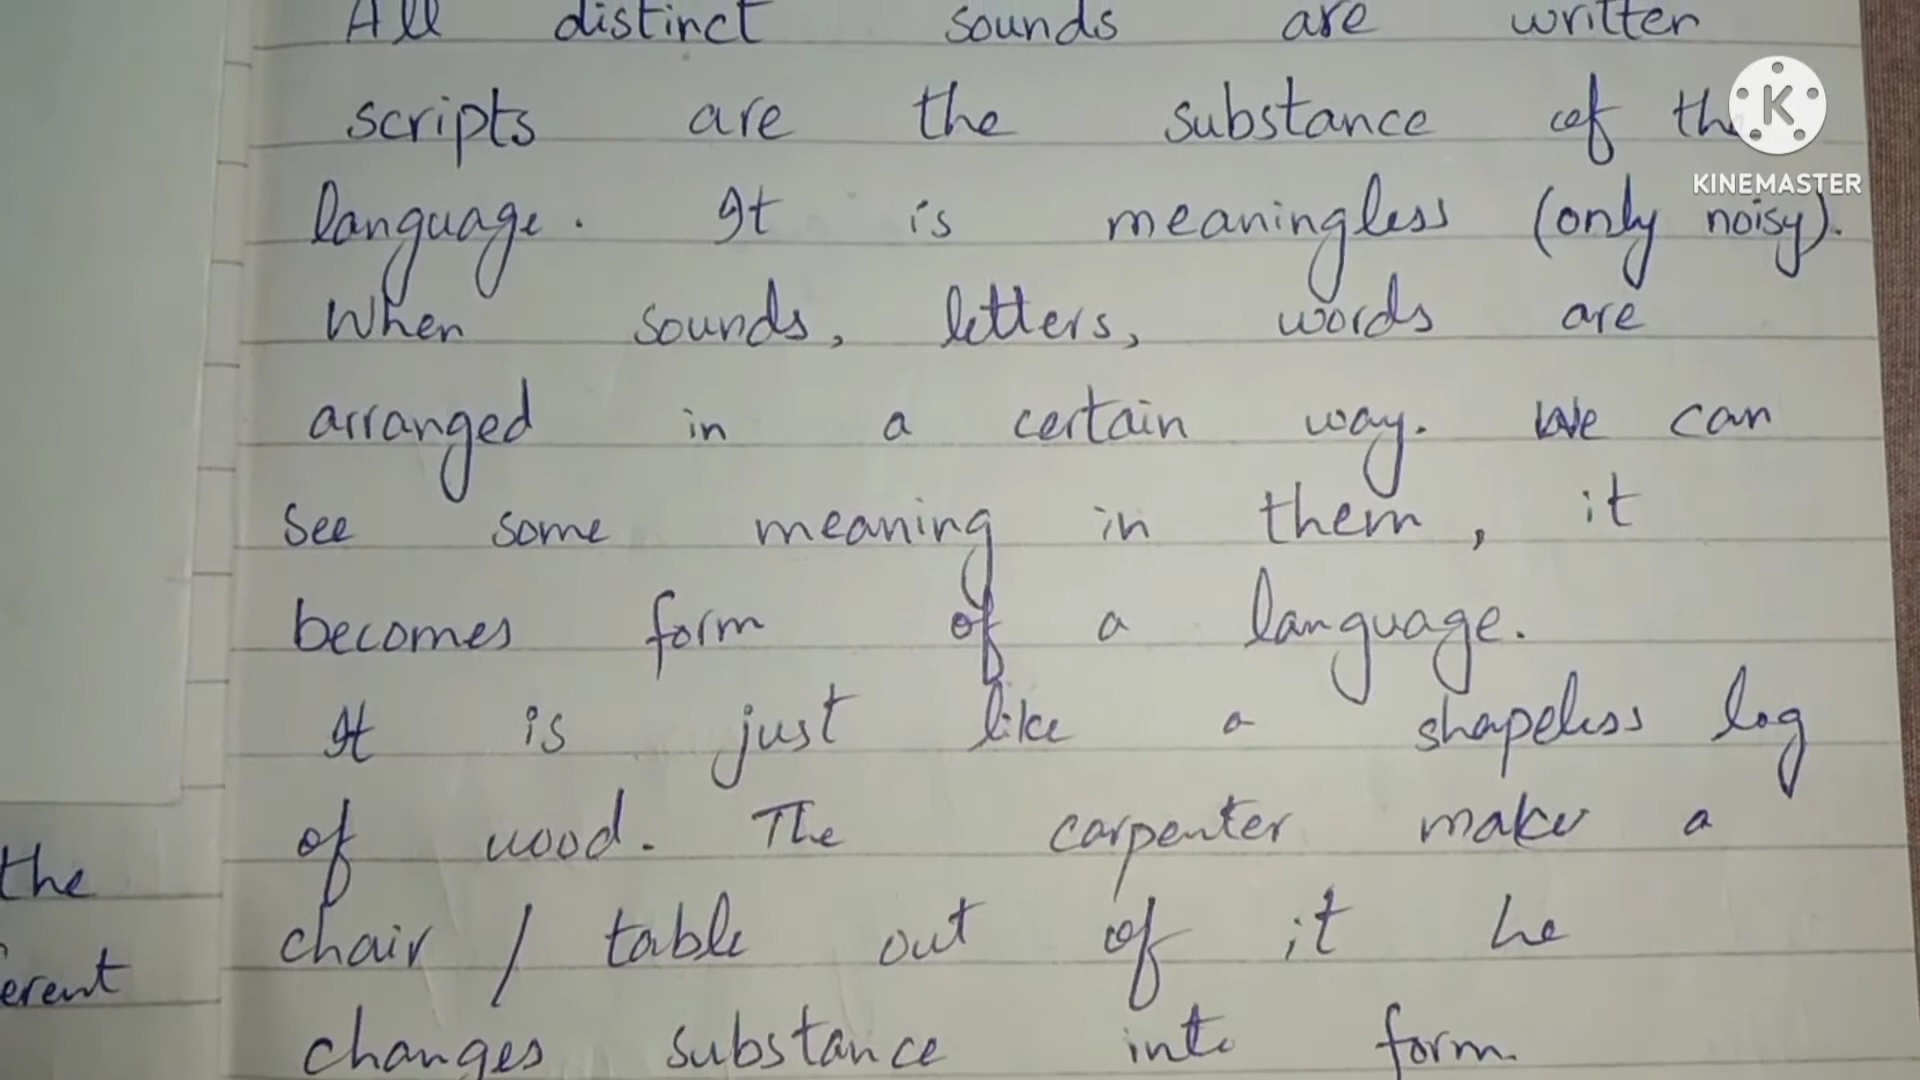 All distinct sounds are written
scripts are the substance of the
language. It is meaningless (only noisy).
When sounds, letters, words are
arranged in a certain way. We can
see some meaning in them, it
becomes form of a language.
It is just like a shapeless log
of wood. The carpenter make a
chair / table out of it he
changes substance into form.
the
erent
K
KINEMASTER